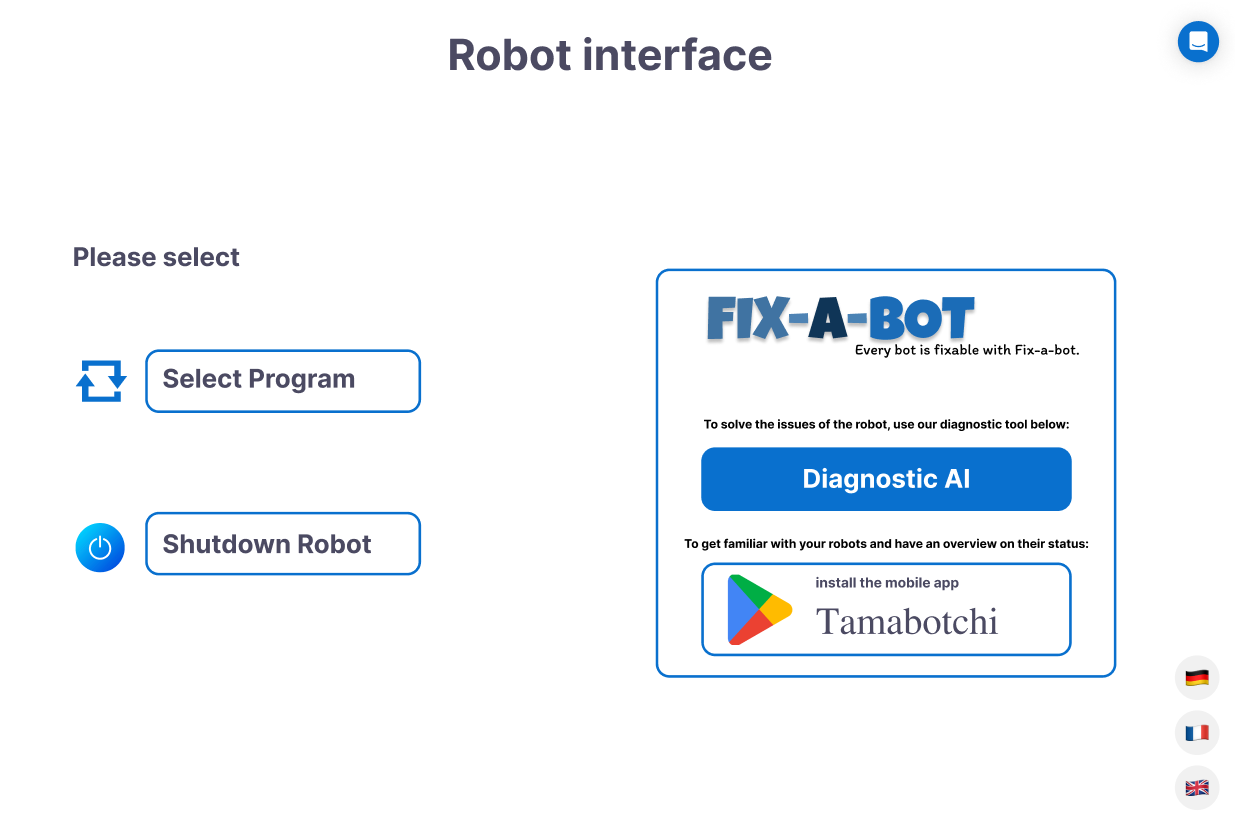 Robot interface
Please select
Select Program
Shutdown Robot
FIX-A-BOT
Every bot is fixable with Fix-a-bot.
To solve the issues of the robot, use our diagnostic tool below:
Diagnostic AI
To get familiar with your robots and have an overview on their status:
install the mobile app
Tamabotchi